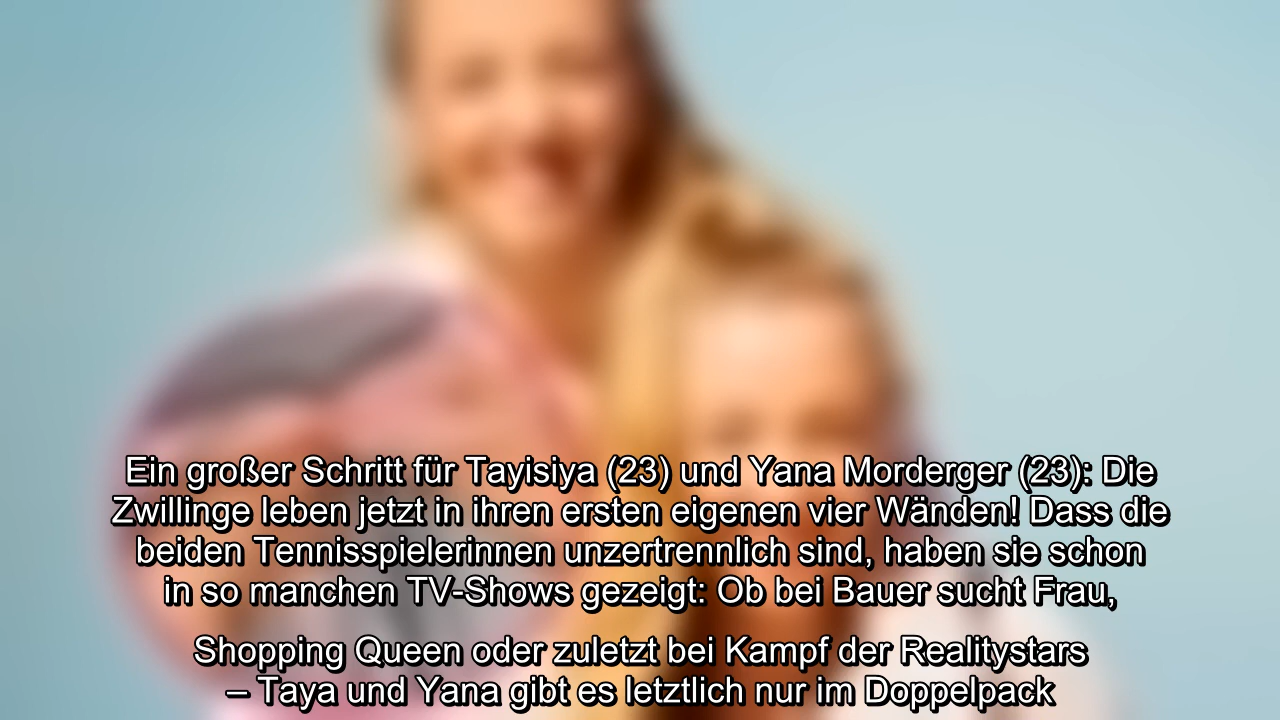 Ein großer Schritt für Tayisiya (23) und Yana Morderger (23): Die
Zwillinge leben jetzt in ihren ersten eigenen vier Wänden! Dass die
beiden Tennisspielerinnen unzertrennlich sind, haben sie schon
in so manchen TV-Shows gezeigt: Ob bei Bauer sucht Frau,
Shopping Queen oder zuletzt bei Kampf der Realitystars
– Taya und Yana gibt es letztlich nur im Doppelpack